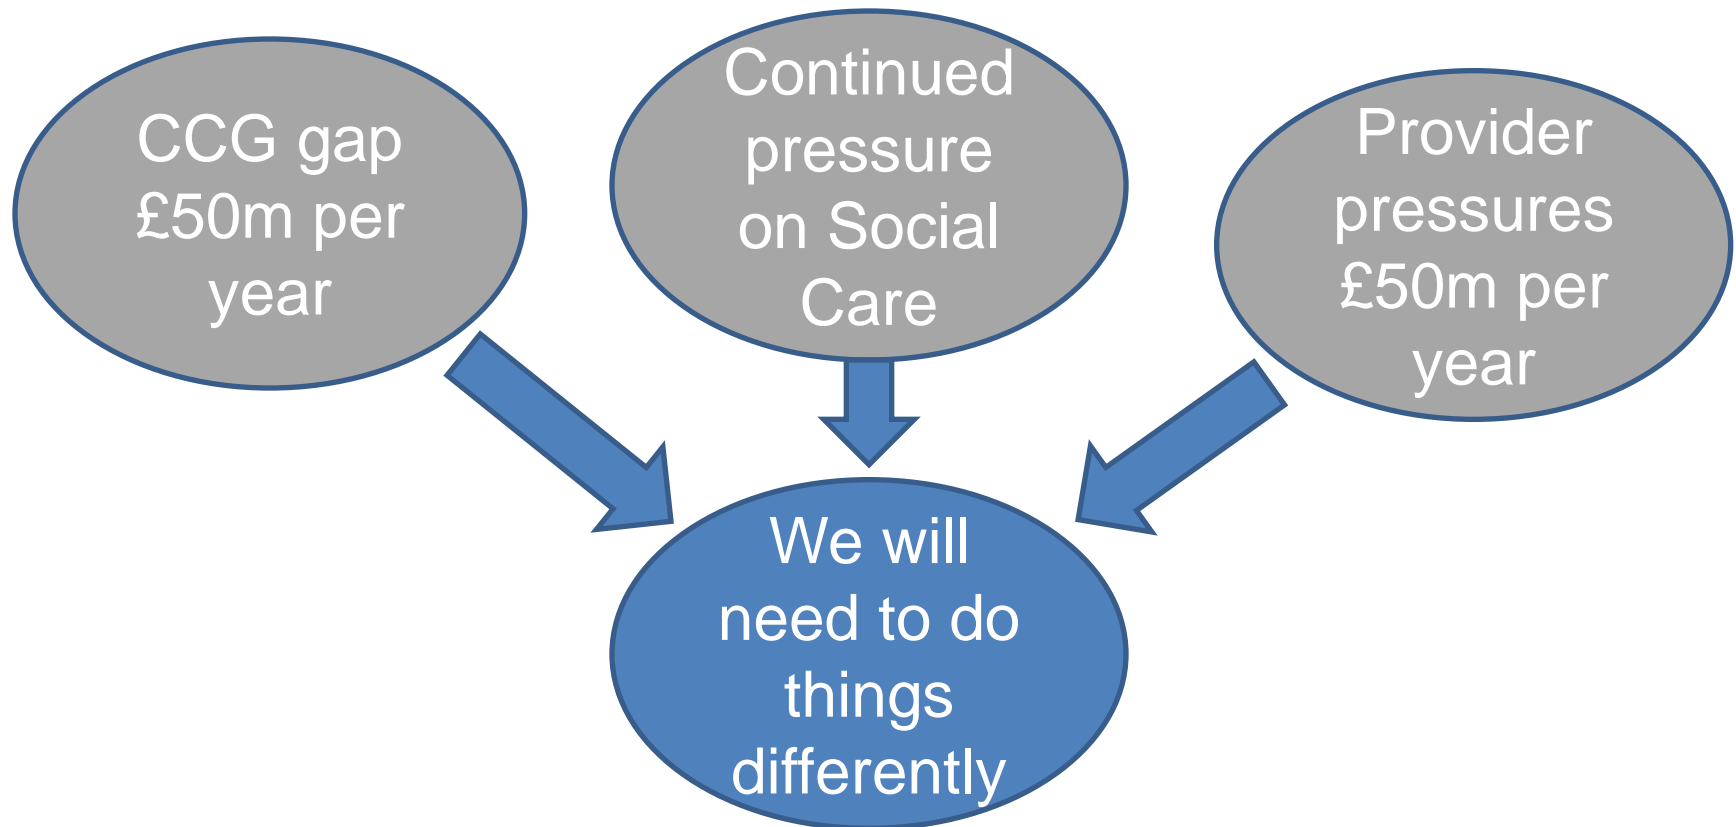 CCG gap
£50m per
year
Continued
pressure
on Social
Care
Provider
pressures
£50m per
year
We will
need to do
things
differently